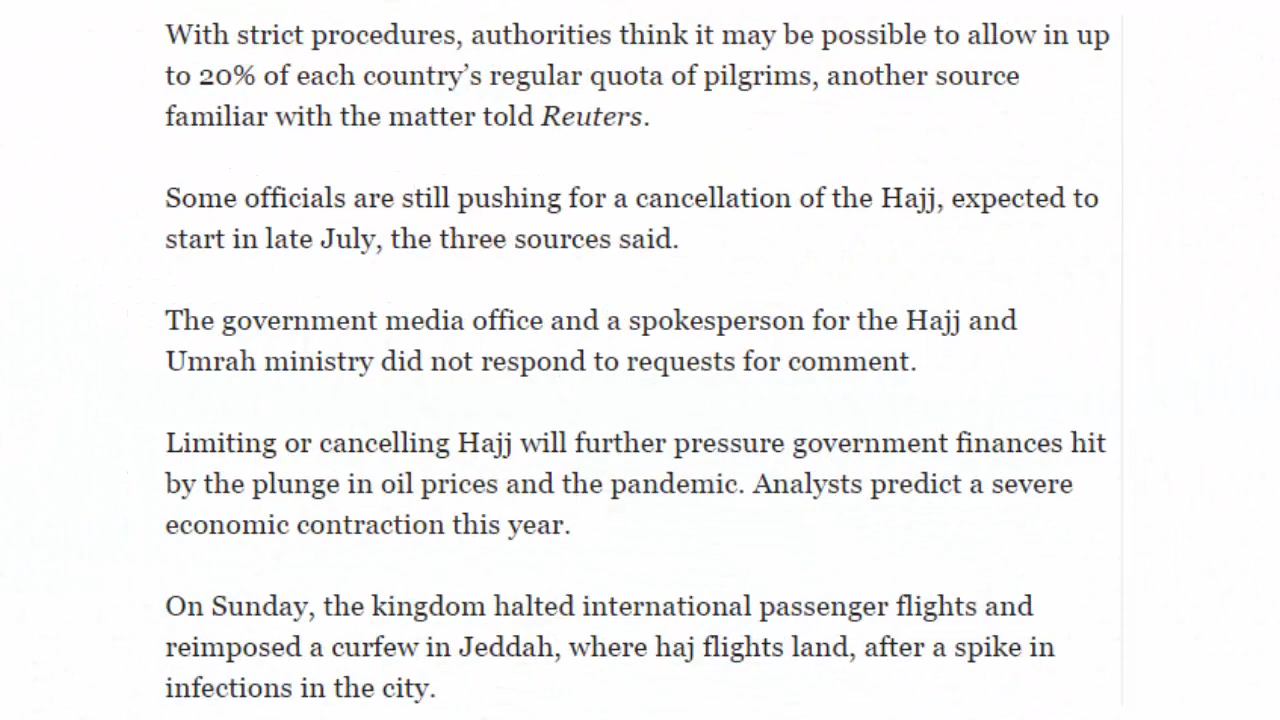 With strict procedures, authorities think it may be possible to allow in up
to 20% of each country’s regular quota of pilgrims, another source
familiar with the matter told Reuters.
Some officials are still pushing for a cancellation of the Hajj, expected to
start in late July, the three sources said.
The government media office and a spokesperson for the Hajj and
Umrah ministry did not respond to requests for comment.
Limiting or cancelling Hajj will further pressure government finances hit
by the plunge in oil prices and the pandemic. Analysts predict a severe
economic contraction this year.
On Sunday, the kingdom halted international passenger flights and
reimposed a curfew in Jeddah, where haj flights land, after a spike in
infections in the city.